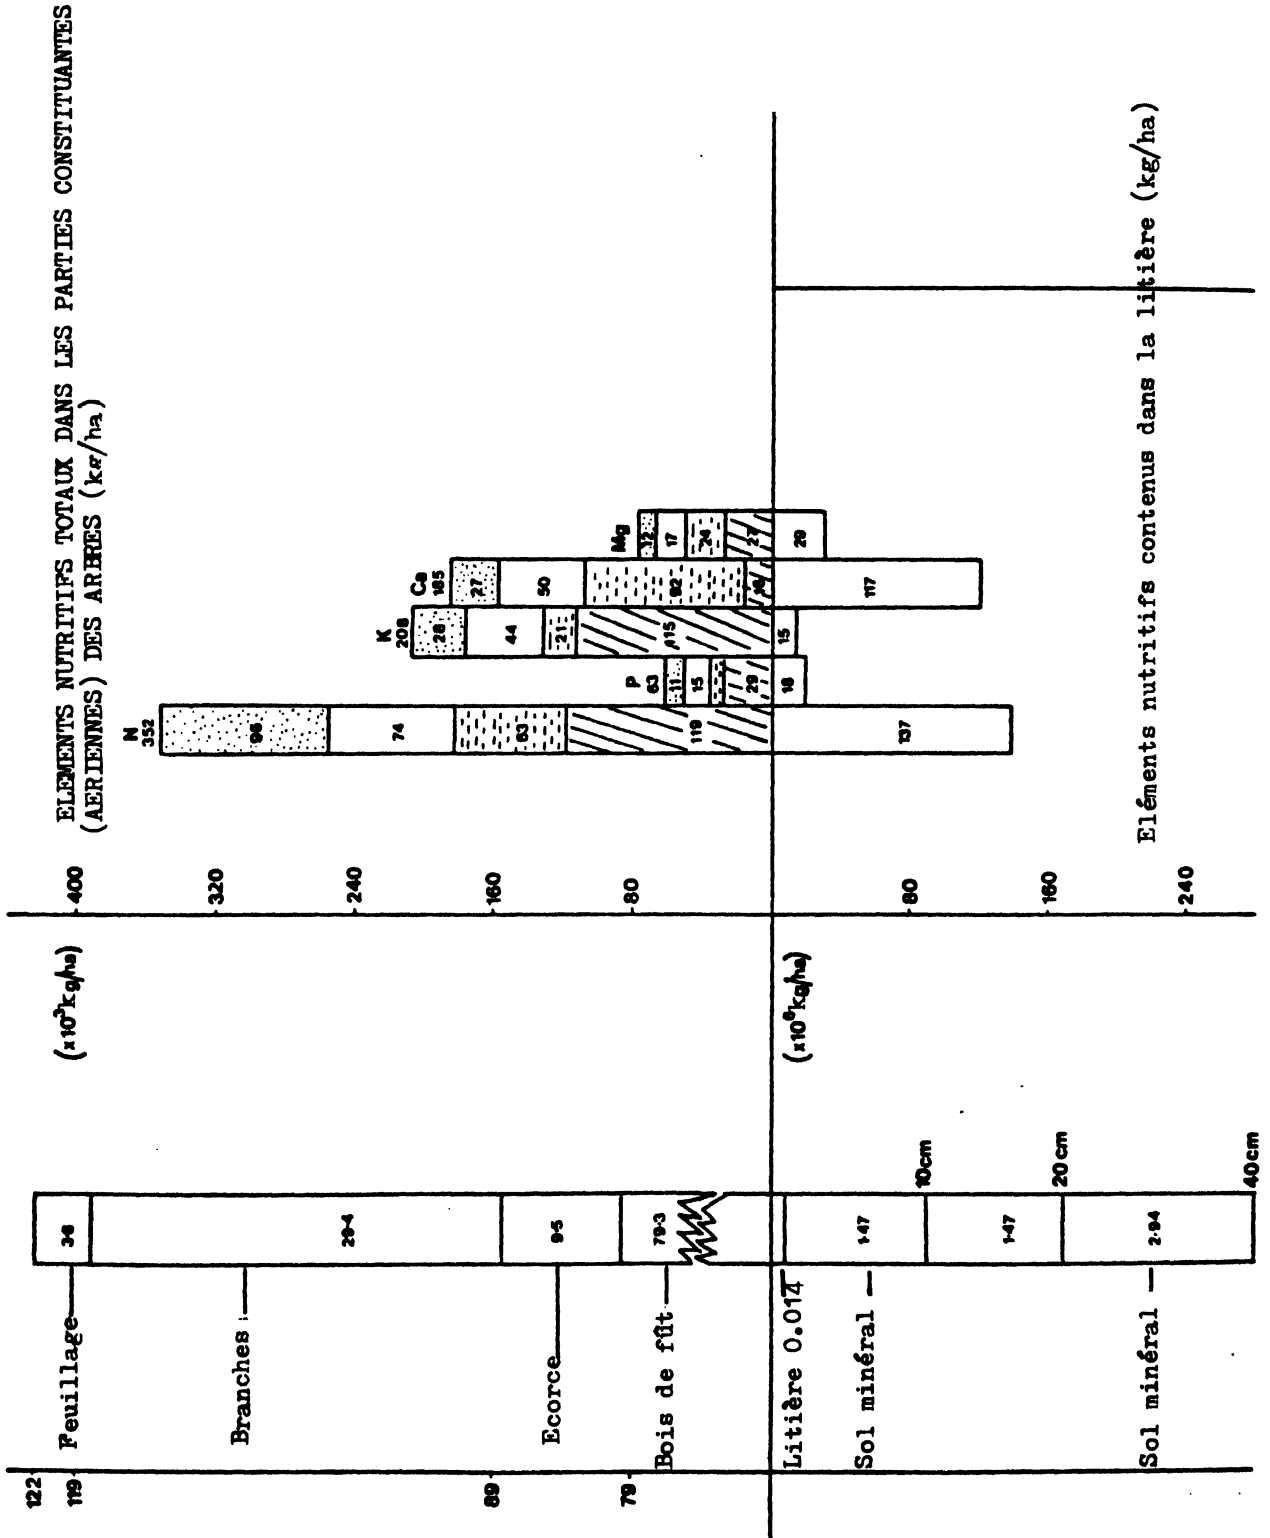 ELEMENTS NUTRITIFS TOTAUX DANS LES PARTIES CONSTITUANTES
(AERIENNES) DES ARBRES (kg/ha)
122
119
89
79
Feuillage
Branches
Ecorce
Bois de fût
Litière 0.014
Sol minéral
Sol minéral
3·6
29·4
9·5
79·3
1·47
1·47
2·94
10cm
20cm
40cm
(x10³kg/ha)
(x10⁶kg/ha)
400
320
240
160
80
80
160
240
N
352
74
63
119
137
P
63
11
15
29
18
K
208
28
44
21
115
15
Ca
185
27
50
92
117
Mg
12
17
24
27
29
Eléments nutritifs contenus dans la litière (kg/ha)